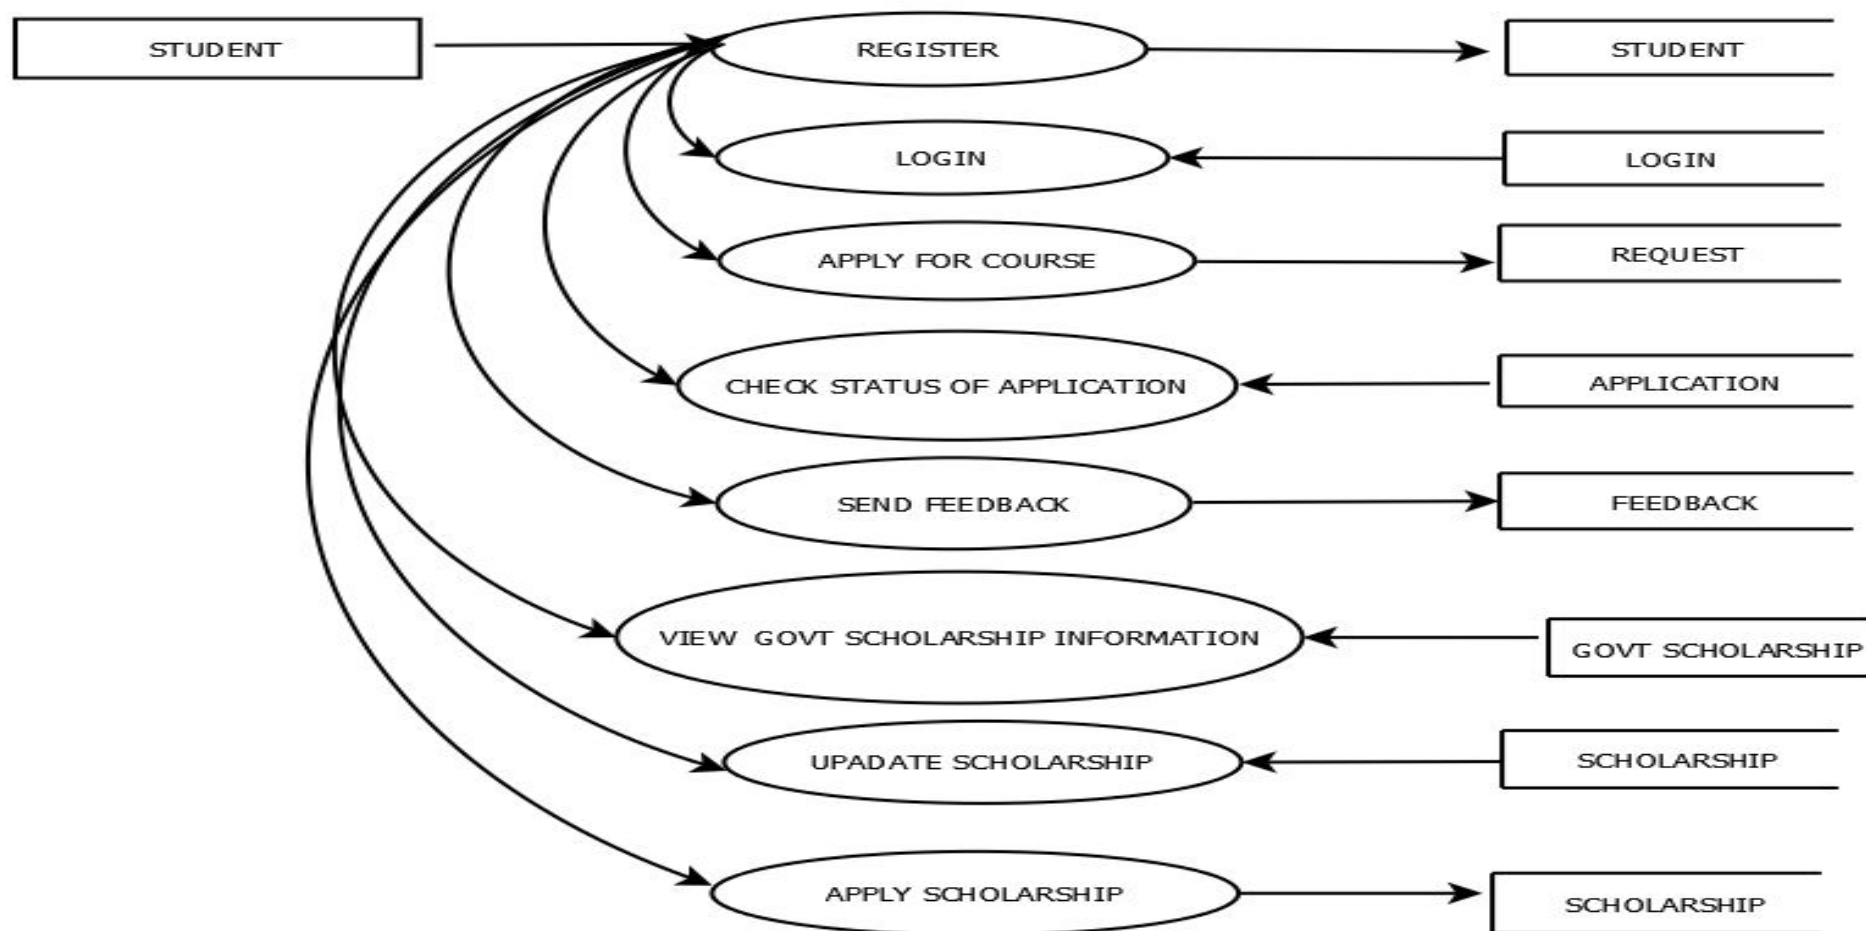 STUDENT
REGISTER
STUDENT
LOGIN
LOGIN
APPLY FOR COURSE
REQUEST
CHECK STATUS OF APPLICATION
APPLICATION
SEND FEEDBACK
FEEDBACK
VIEW GOVT SCHOLARSHIP INFORMATION
GOVT SCHOLARSHIP
UPADATE SCHOLARSHIP
SCHOLARSHIP
APPLY SCHOLARSHIP
SCHOLARSHIP